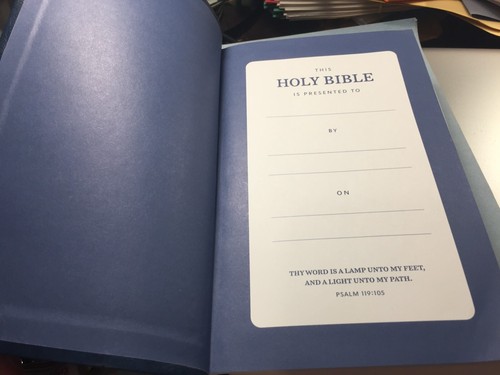 THIS
HOLY BIBLE
IS PRESENTED TO
BY
ON
THY WORD IS A LAMP UNTO MY FEET,
AND A LIGHT UNTO MY PATH.
PSALM 119:105